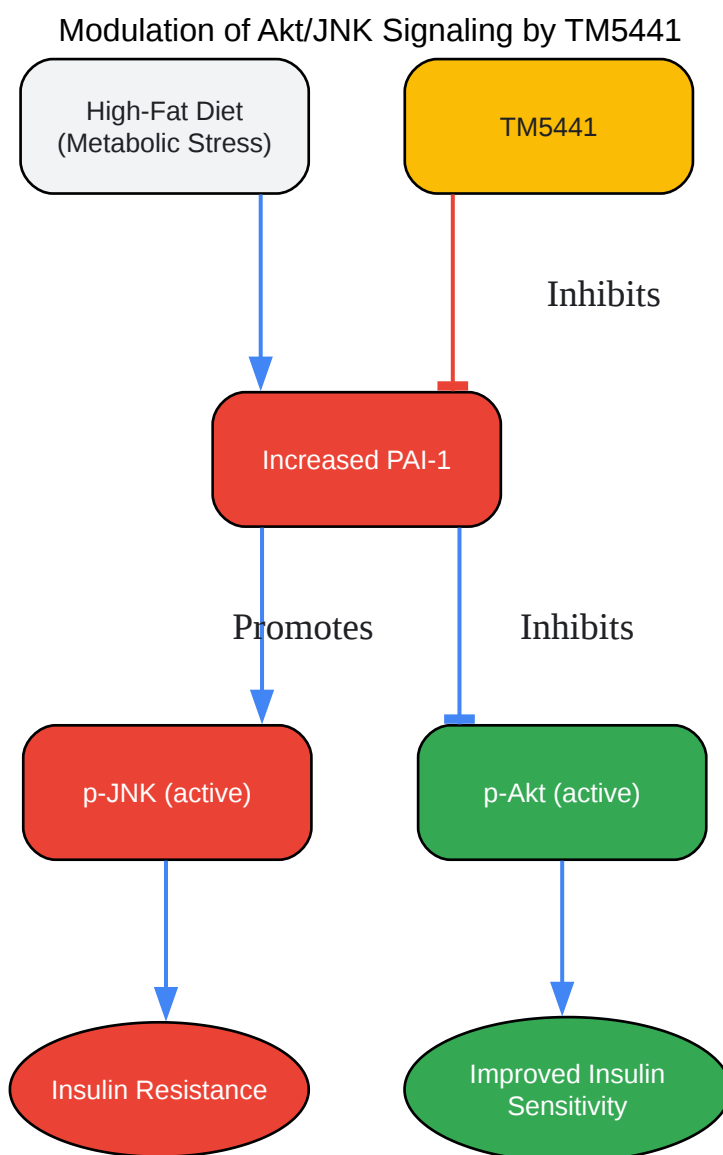 Modulation of Akt/JNK Signaling by TM5441
High-Fat Diet
(Metabolic Stress)
TM5441
Inhibits
Increased PAI-1
Promotes
Inhibits
p-JNK (active)
p-Akt (active)
Insulin Resistance
Improved Insulin
Sensitivity